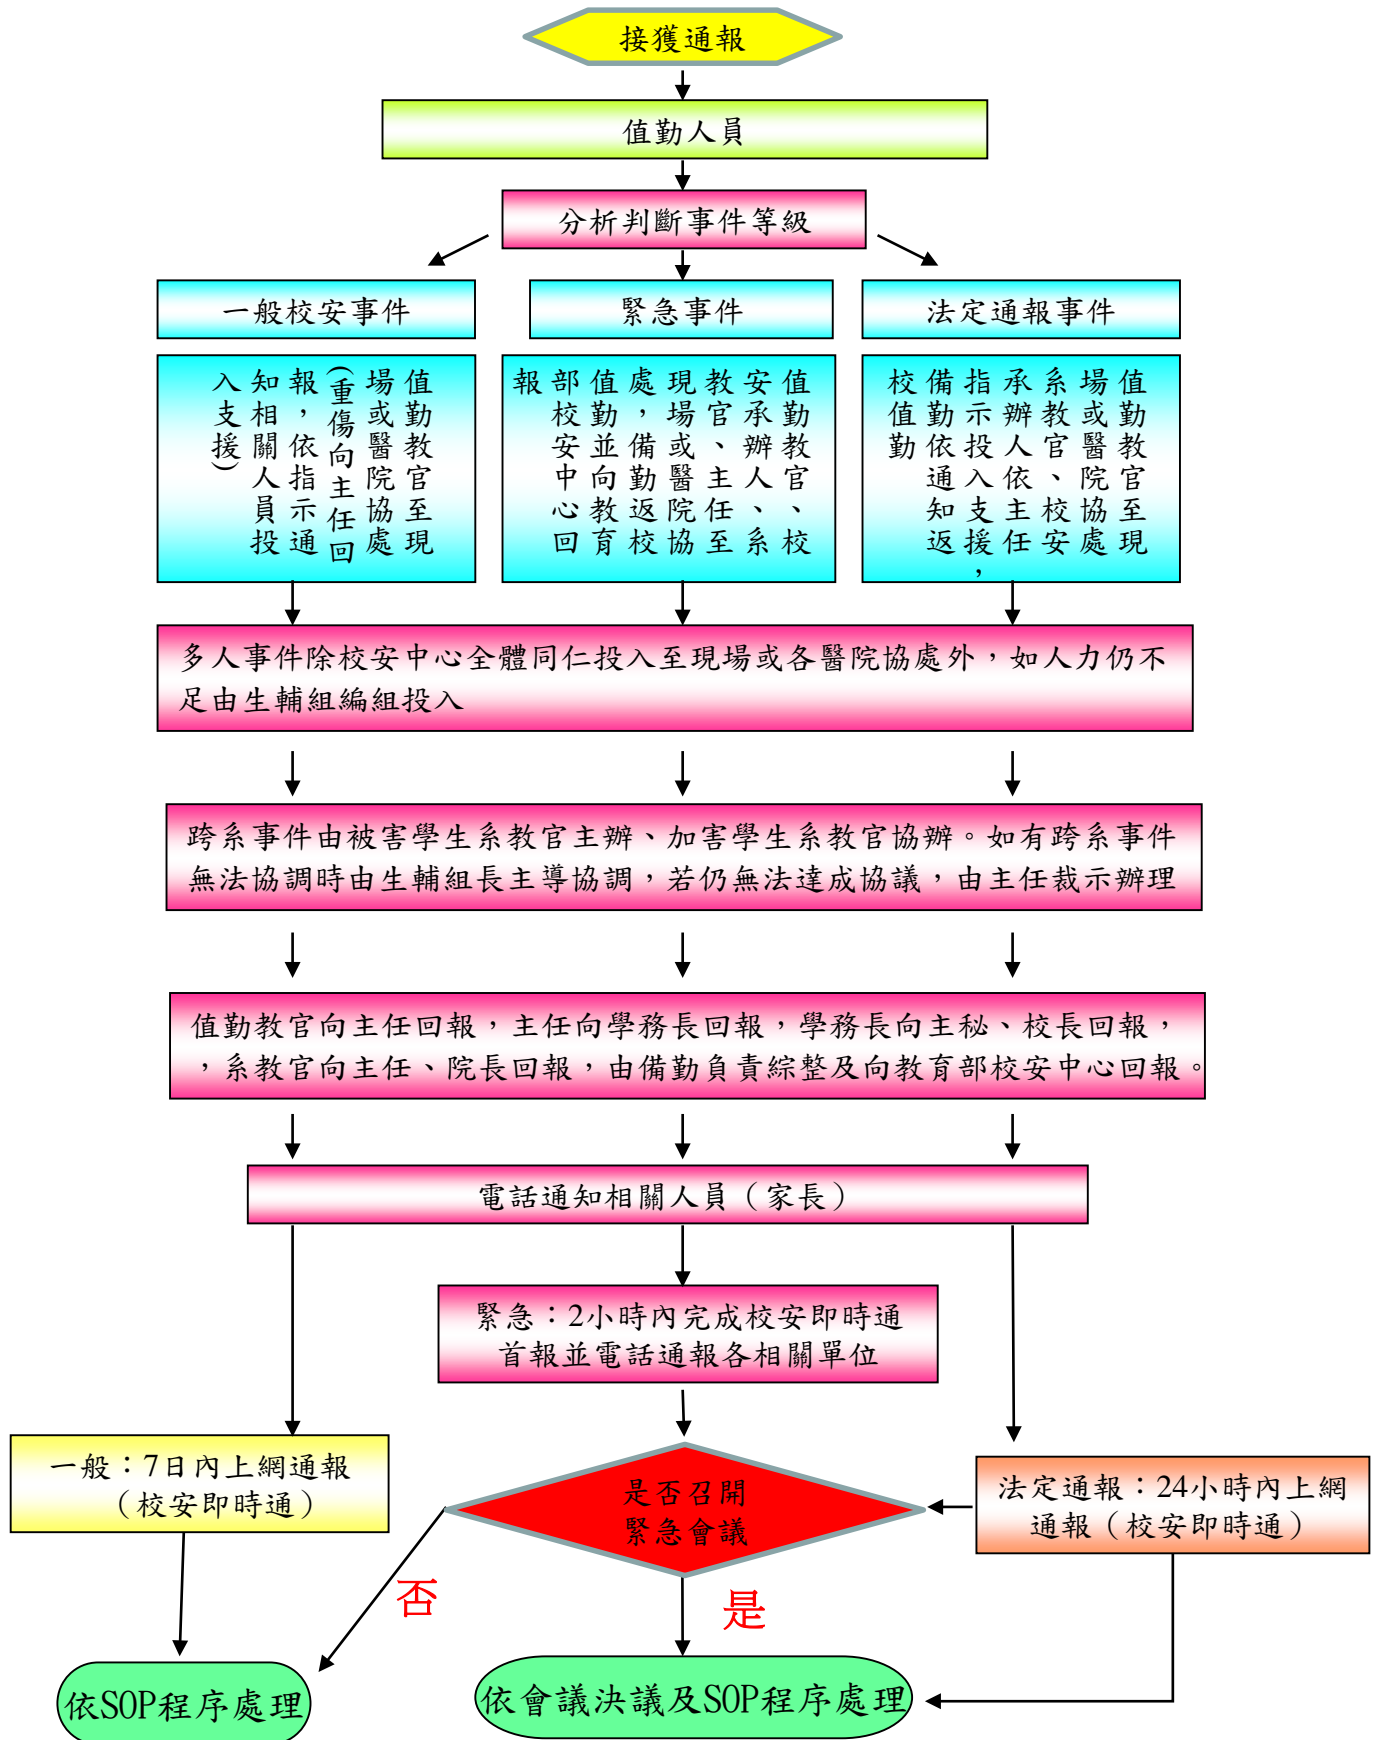 接獲通報
值勤人員
分析判斷事件等級
一般校安事件
緊急事件
法定通報事件
值勤教官至現
場或醫院協處
(重傷向主任回
報，依指示通
知相關人員投
入支援)
值勤教官、校
安承辦人、系
教官、主任至
現場或醫院協
處，備勤返校
值勤並向教育
部校安中心回
報
值勤教官至現
場或醫院協處
系教官、校安
承辦人依主任
指示投入支援，
備勤依通知返
校值勤
多人事件除校安中心全體同仁投入至現場或各醫院協處外，如人力仍不
足由生輔組編組投入
跨系事件由被害學生系教官主辦、加害學生系教官協辦。如有跨系事件
無法協調時由生輔組長主導協調，若仍無法達成協議，由主任裁示辦理
值勤教官向主任回報，主任向學務長回報，學務長向主秘、校長回報，
，系教官向主任、院長回報，由備勤負責綜整及向教育部校安中心回報。
電話通知相關人員（家長）
緊急：2小時內完成校安即時通
首報並電話通報各相關單位
一般：7日內上網通報
（校安即時通）
是否召開
緊急會議
法定通報：24小時內上網
通報（校安即時通）
否
是
依SOP程序處理
依會議決議及SOP程序處理